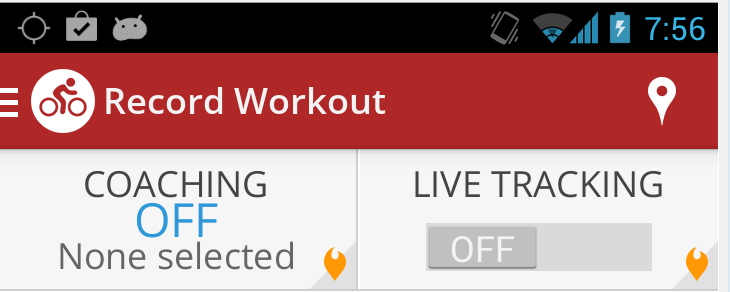 7:56
Record Workout
COACHING
OFF
None selected
LIVE TRACKING
OFF